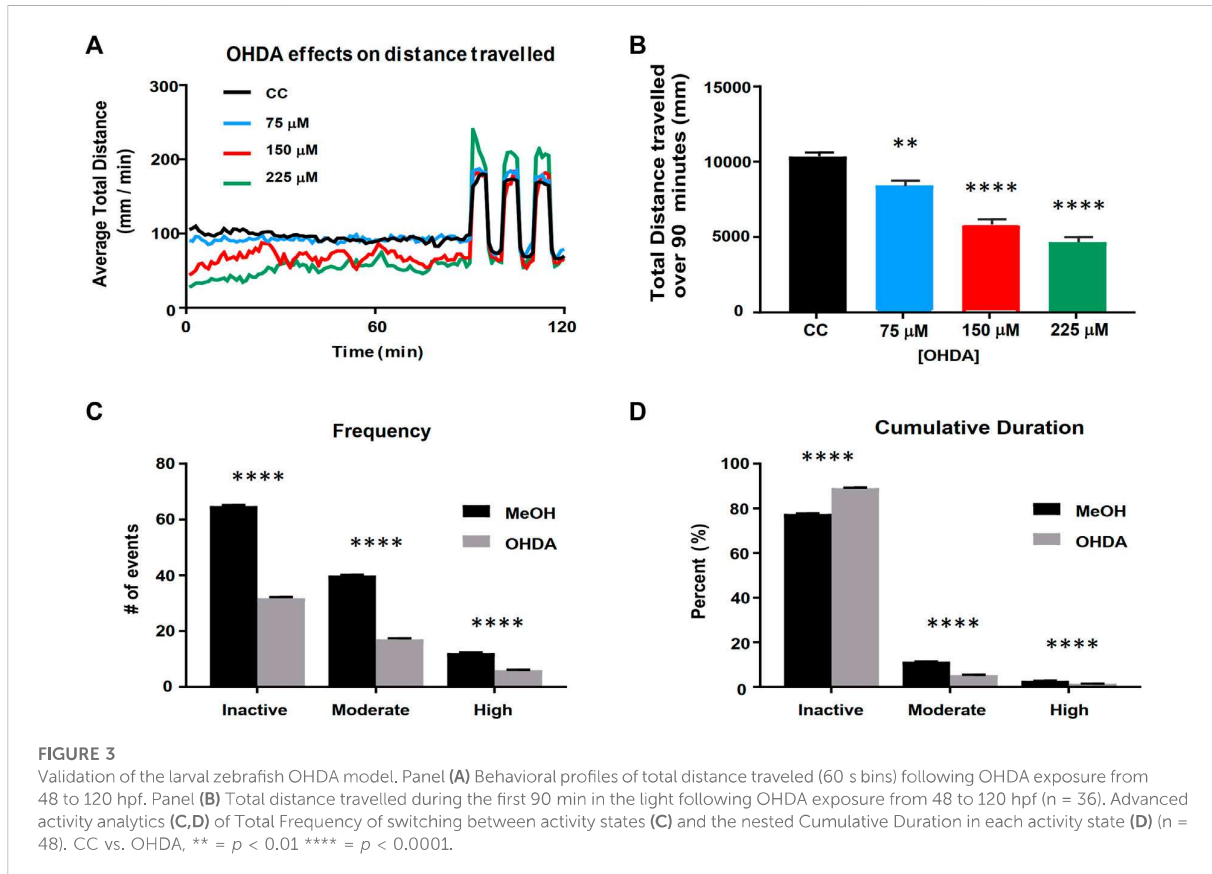 A
OHDA effects on distance travelled
Average Total Distance
(mm / min)
300
200
100
0
CC
75 μM
150 μM
225 μM
0
60
120
Time (min)
B
Total Distance travelled
over 90 minutes (mm)
15000
10000
5000
0
**
****
****
CC
75 μM
150 μM
225 μM
[OHDA]
C
Frequency
# of events
80
60
40
20
0
****
****
****
MeOH
OHDA
Inactive
Moderate
High
D
Cumulative Duration
Percent (%)
100
80
60
40
20
0
****
****
****
MeOH
OHDA
Inactive
Moderate
High
FIGURE 3
Validation of the larval zebrafish OHDA model. Panel (A) Behavioral profiles of total distance traveled (60 s bins) following OHDA exposure from
48 to 120 hpf. Panel (B) Total distance travelled during the first 90 min in the light following OHDA exposure from 48 to 120 hpf (n = 36). Advanced
activity analytics (C,D) of Total Frequency of switching between activity states (C) and the nested Cumulative Duration in each activity state (D) (n =
48). CC vs. OHDA, ** = p < 0.01 **** = p < 0.0001.